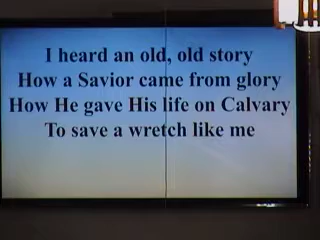 I heard an old, old story
How a Savior came from glory
How He gave His life on Calvary
To save a wretch like me